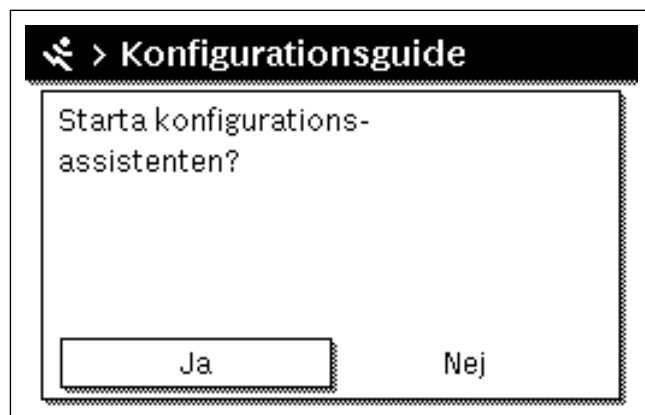 > Konfigurationsguide
Starta konfigurations-
assistenten?
Ja Nej